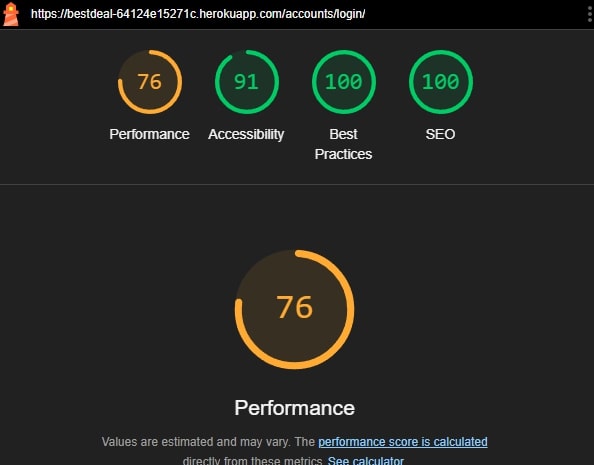 https://bestdeal-64124e15271c.herokuapp.com/accounts/login/
76 91 100 100
Performance Accessibility Best Practices SEO
76
Performance
Values are estimated and may vary. The performance score is calculated
directly from these metrics. See calculator.